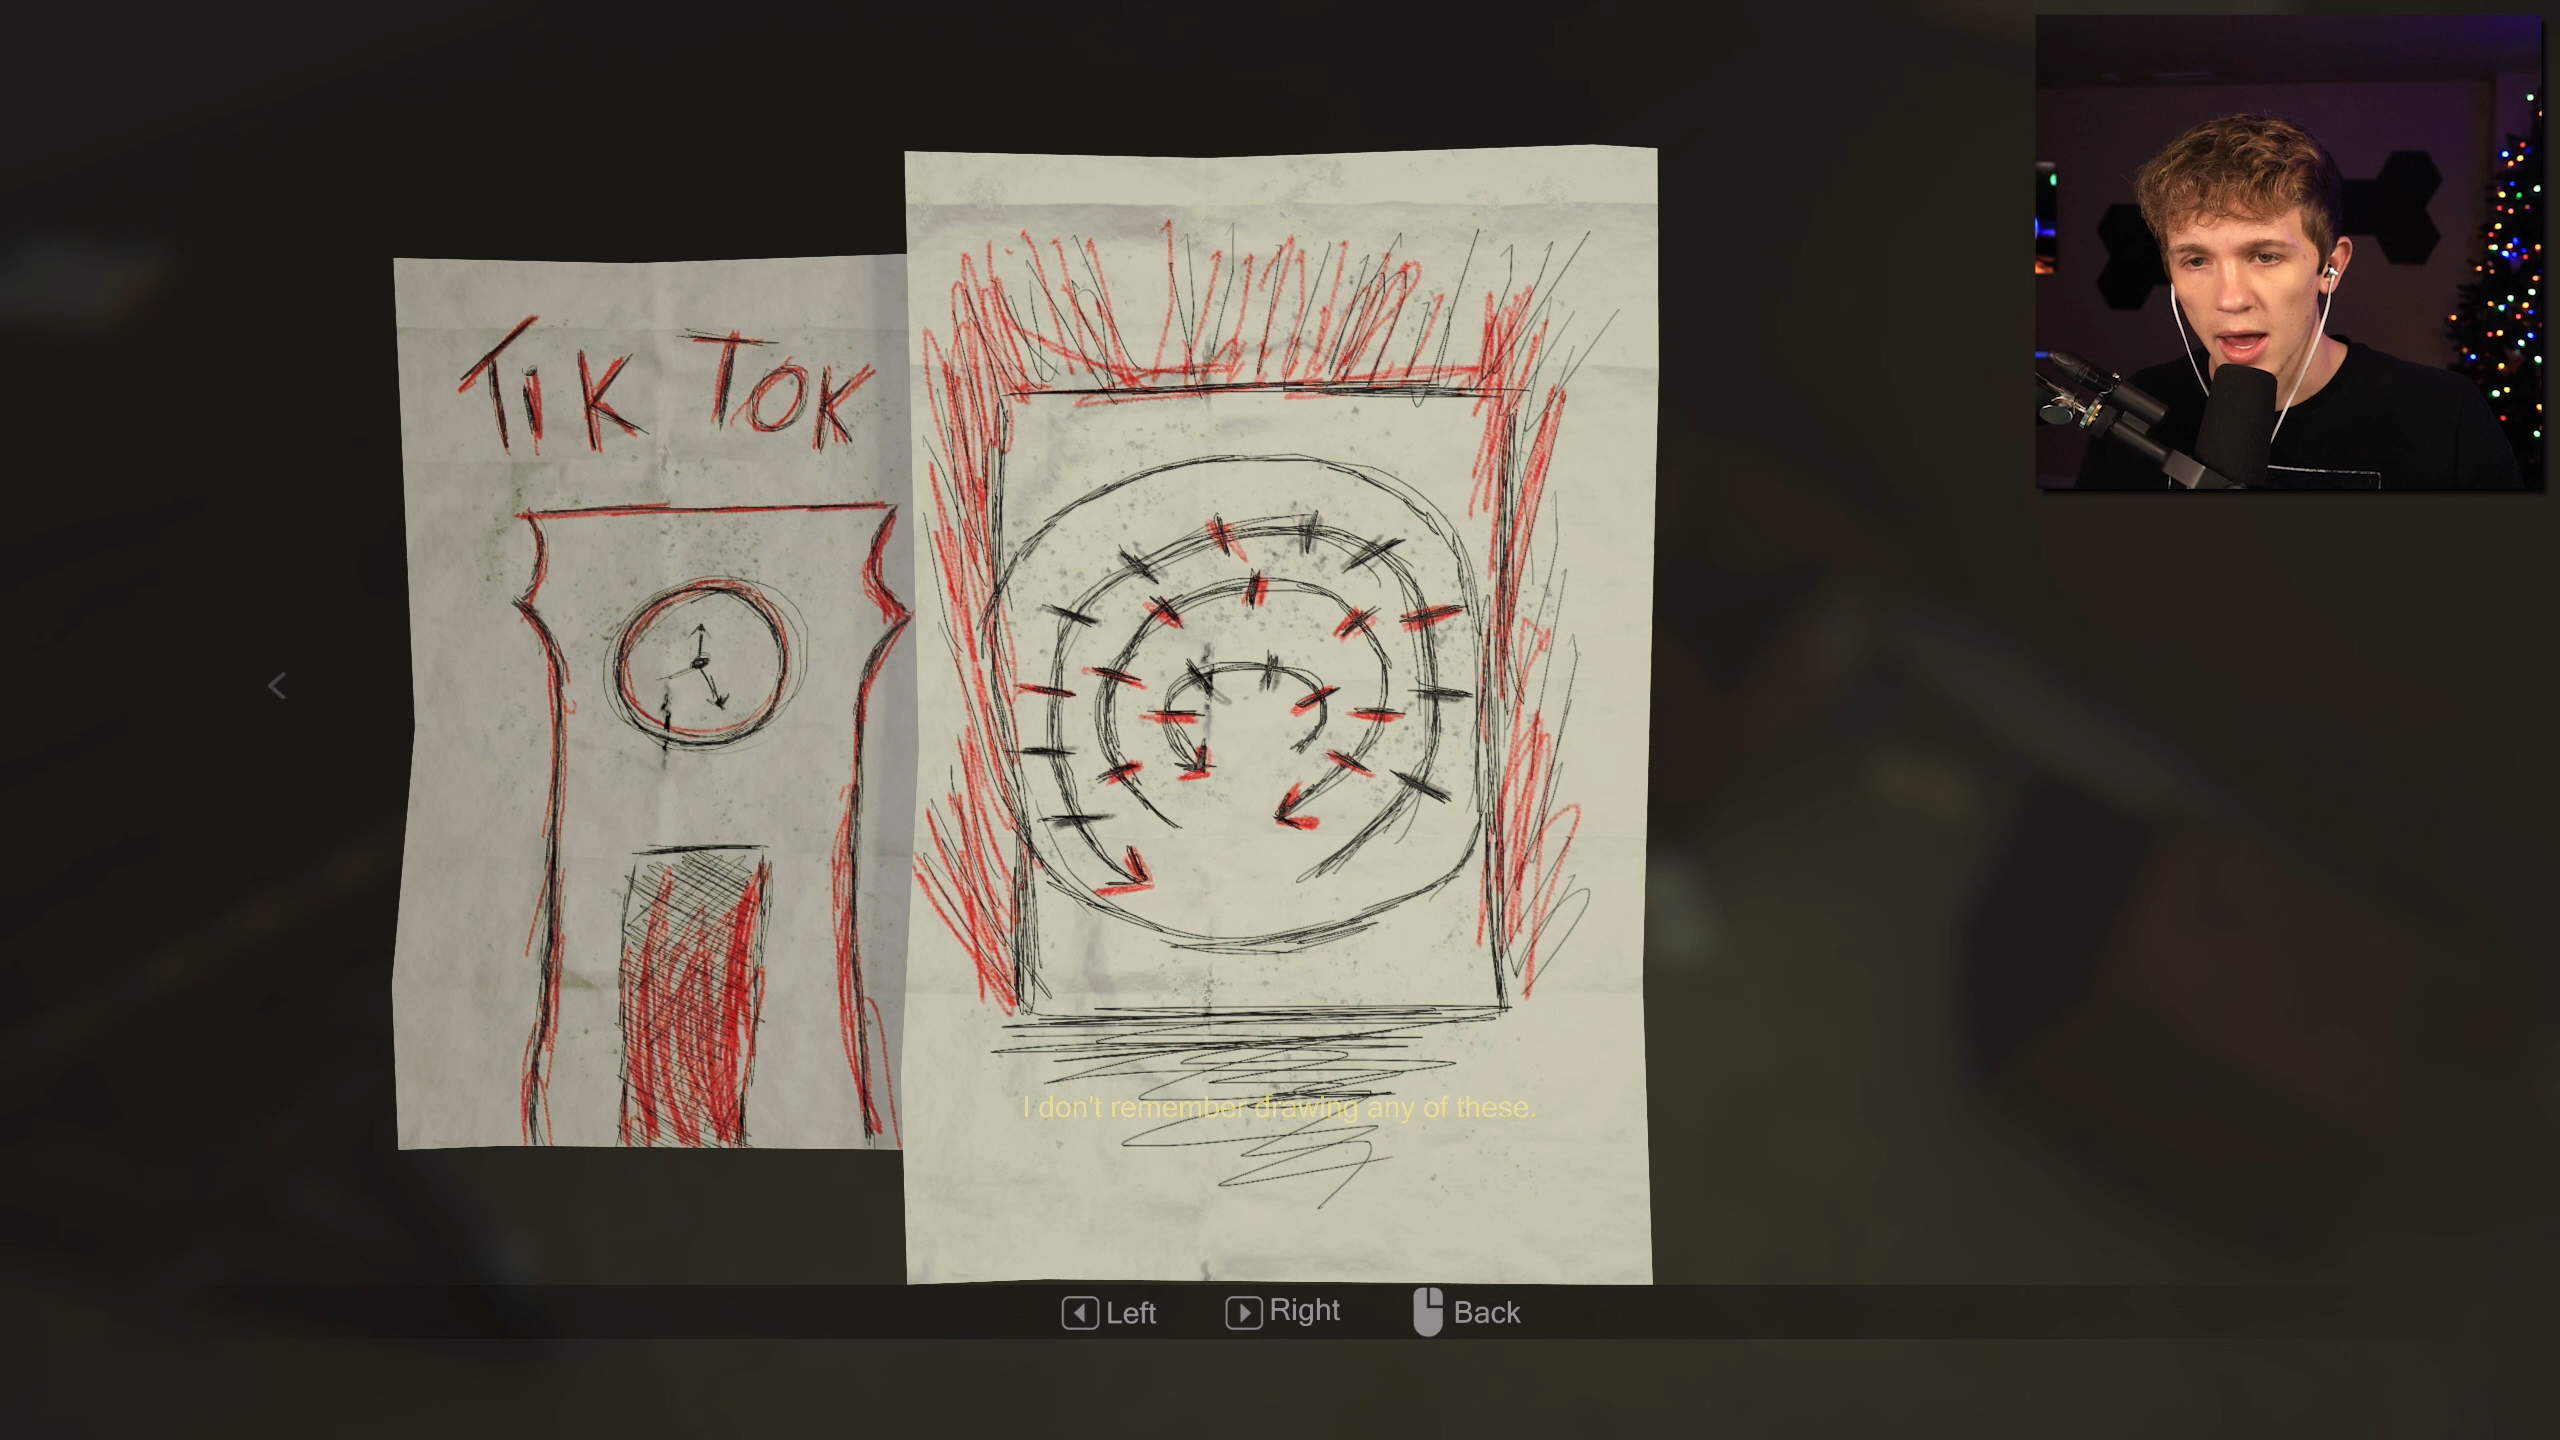 TiK TOK
I don't remember drawing any of these.
Left
Right
Back